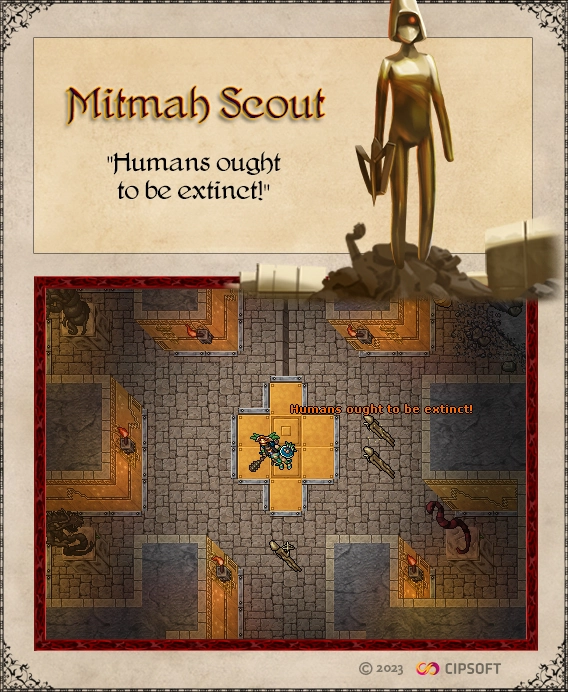 Mitmah Scout
"Humans ought
to be extinct!"
Humans ought to be extinct!
© 2023 CIPSOFT